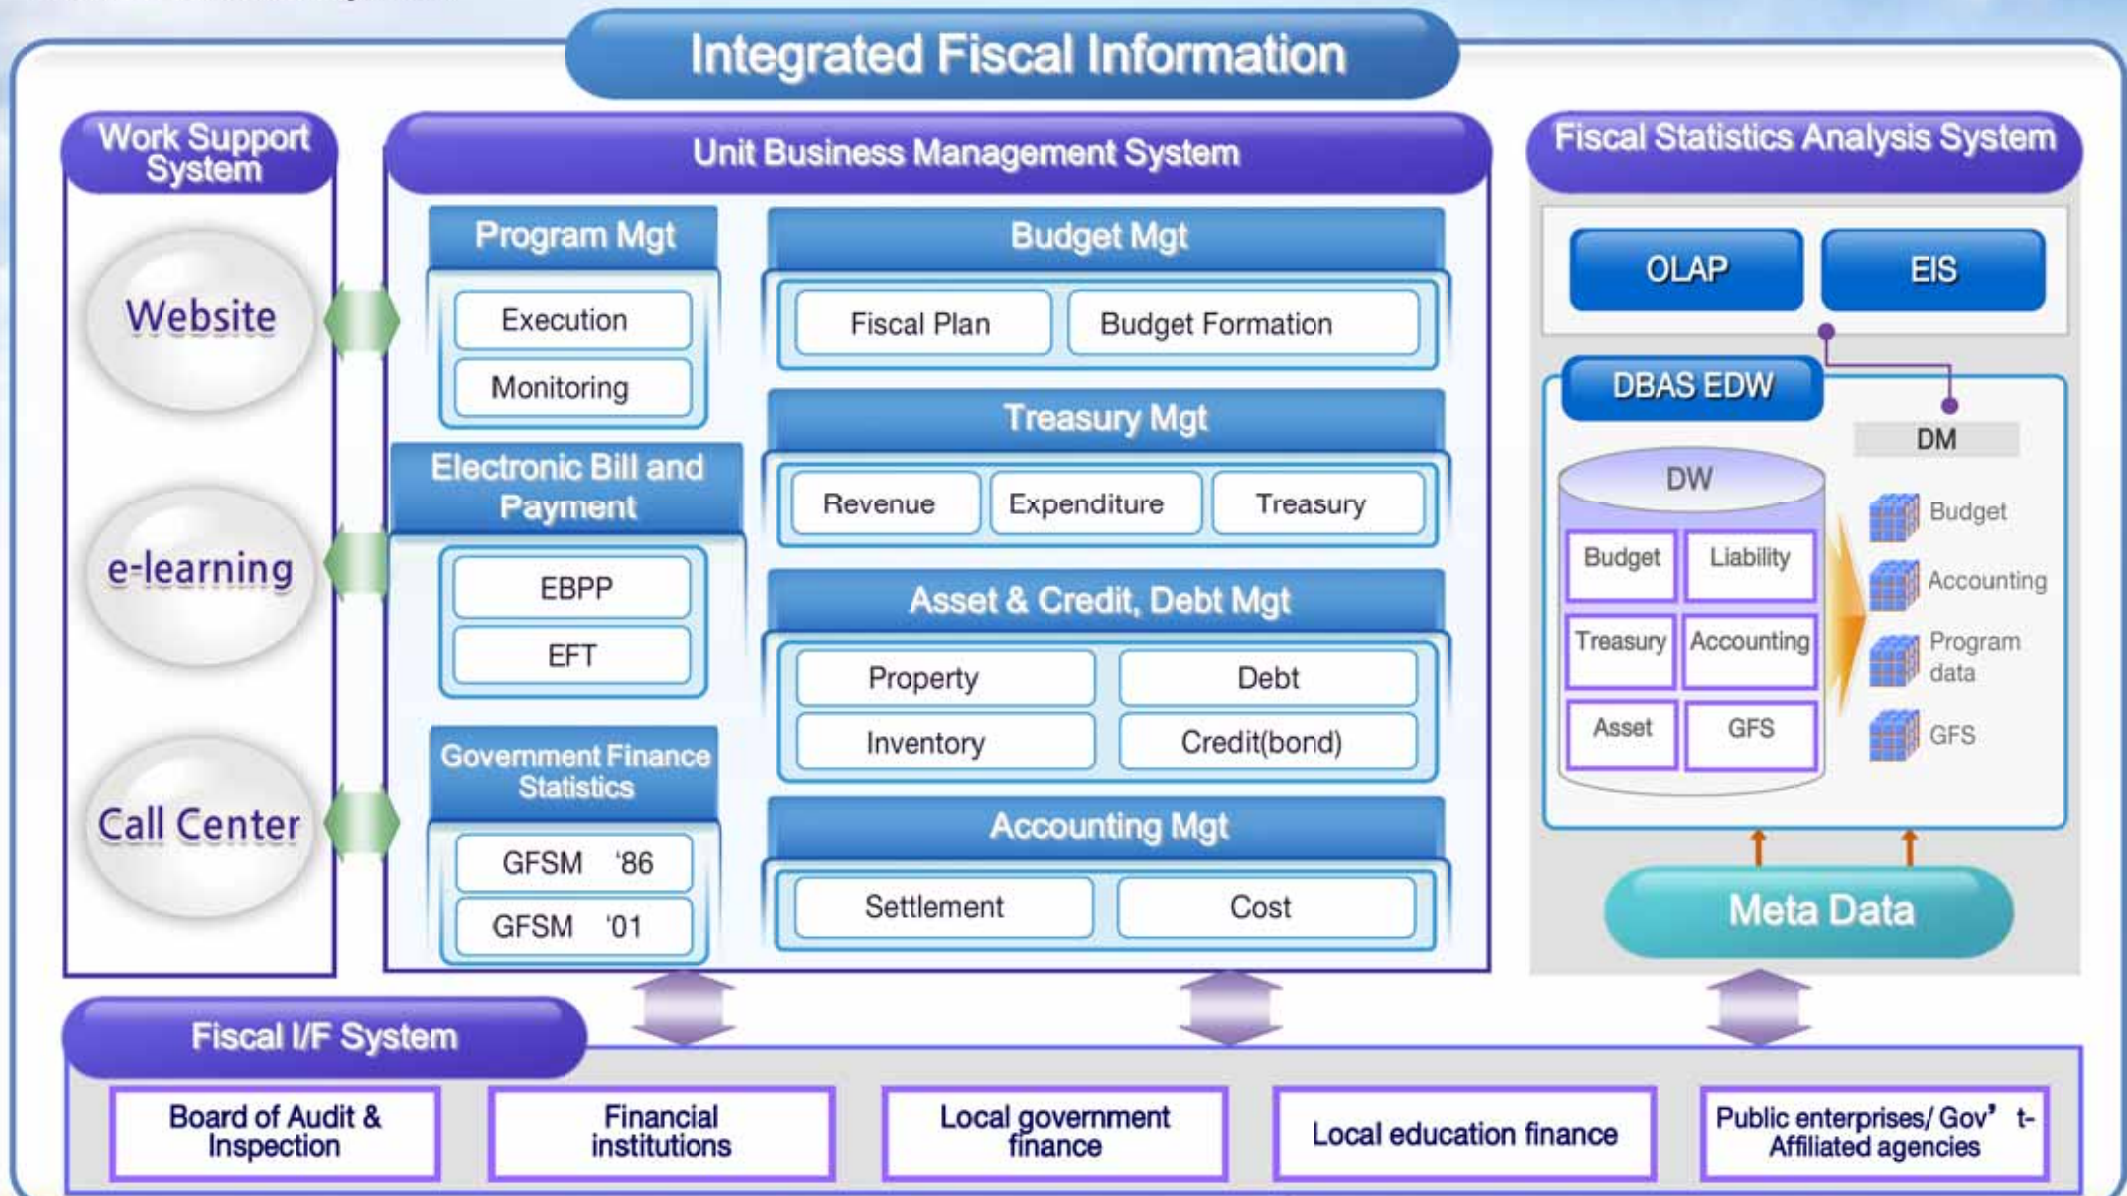 Integrated Fiscal Information
Work Support
System
Website
e-learning
Call Center
Unit Business Management System
Program Mgt
Execution
Monitoring
Electronic Bill and
Payment
EBPP
EFT
Government Finance
Statistics
GFSM '86
GFSM '01
Budget Mgt
Fiscal Plan
Budget Formation
Treasury Mgt
Revenue
Expenditure
Treasury
Asset & Credit, Debt Mgt
Property
Debt
Inventory
Credit(bond)
Accounting Mgt
Settlement
Cost
Fiscal Statistics Analysis System
OLAP
EIS
DBAS EDW
DM
DW
Budget
Liability
Treasury
Accounting
Asset
GFS
Budget
Accounting
Program
data
GFS
Meta Data
Fiscal I/F System
Board of Audit &
Inspection
Financial
institutions
Local government
finance
Local education finance
Public enterprises/ Gov’ t-
Affiliated agencies